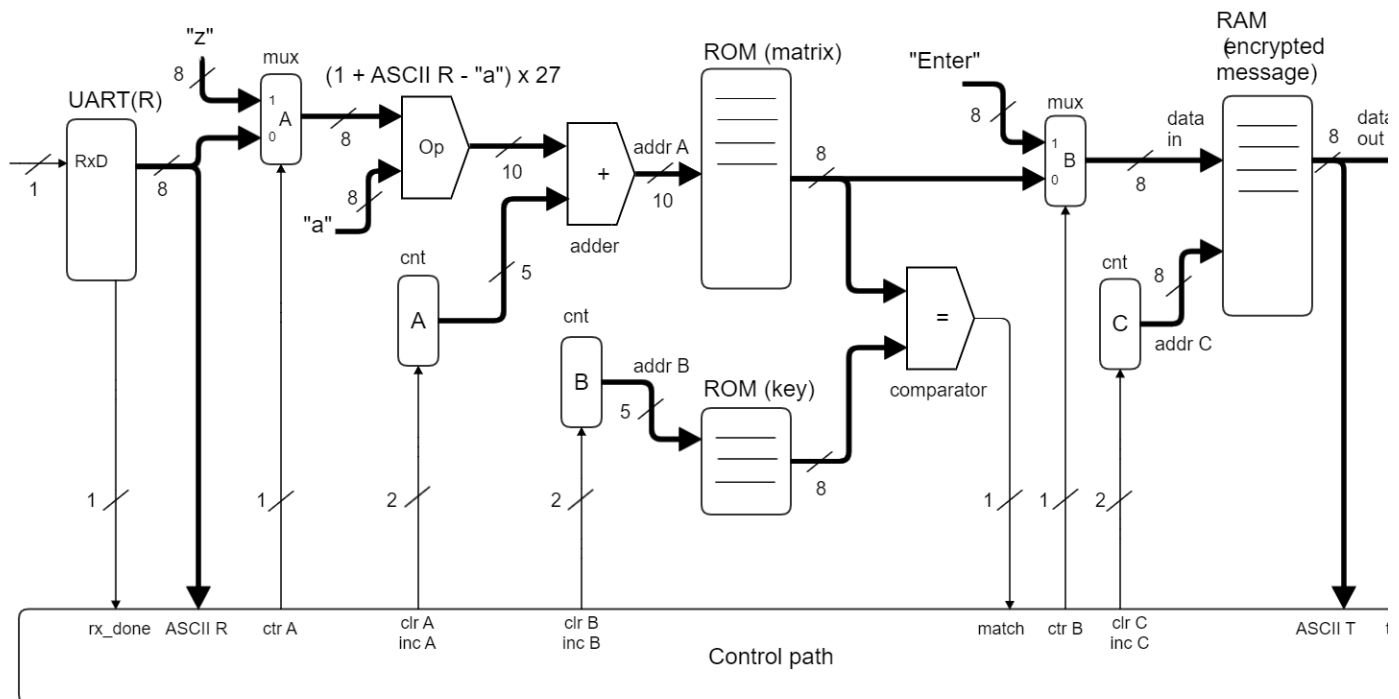 "z"
mux
(1 + ASCII R - "a") x 27
ROM (matrix)
"Enter"
RAM
(encrypted
message)
UART(R)
8
1
A
0
8
8
Op
10
addr A
8
8
mux
1
B
0
data
in
8
data
out
RxD
1
8
8
"a"
+
10
adder
8
cnt
A
5
cnt
B
addr B
5
ROM (key)
8
=
comparator
cnt
C
8
addr C
1
1
2
2
1
1
2
rx_done
ASCII R
ctr A
clr A
inc A
clr B
inc B
match
ctr B
clr C
inc C
ASCII T
Control path